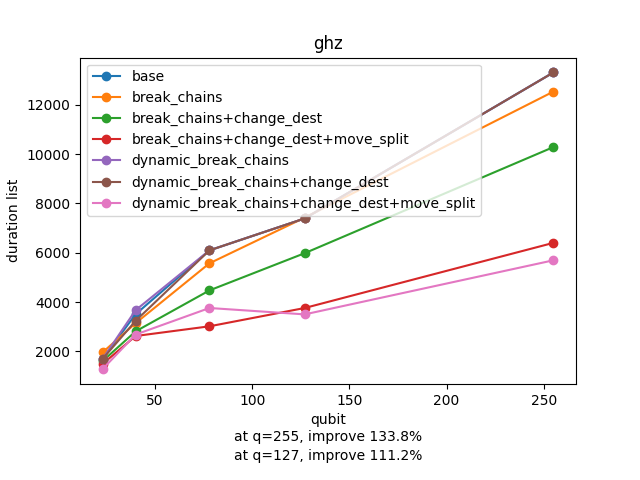 ghz
base
break_chains
break_chains+change_dest
break_chains+change_dest+move_split
dynamic_break_chains
dynamic_break_chains+change_dest
dynamic_break_chains+change_dest+move_split
duration list
12000
10000
8000
6000
4000
2000
50
100
150
200
250
qubit
at q=255, improve 133.8%
at q=127, improve 111.2%